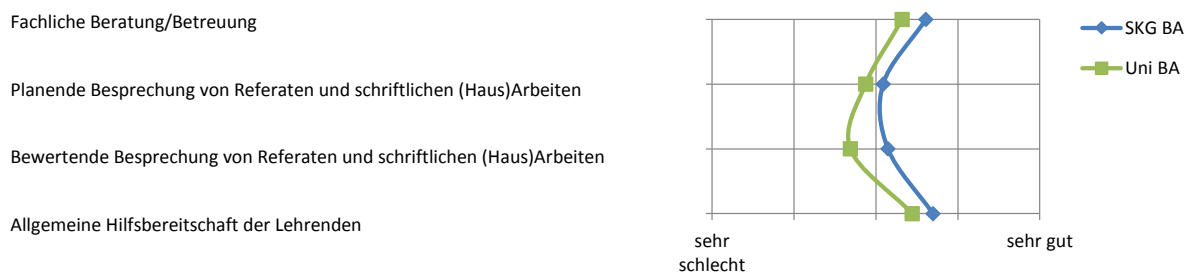 Fachliche Beratung/Betreuung
SKG BA
Uni BA
Planende Besprechung von Referaten und schriftlichen (Haus)Arbeiten
Bewertende Besprechung von Referaten und schriftlichen (Haus)Arbeiten
Allgemeine Hilfsbereitschaft der Lehrenden
sehr
schlecht
sehr gut